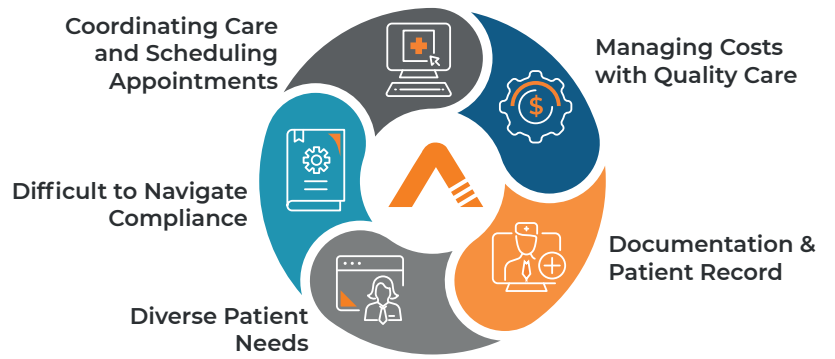 Coordinating Care
and Scheduling
Appointments
Managing Costs
with Quality Care
$
Difficult to Navigate
Compliance
Documentation &
Patient Record
Diverse Patient
Needs